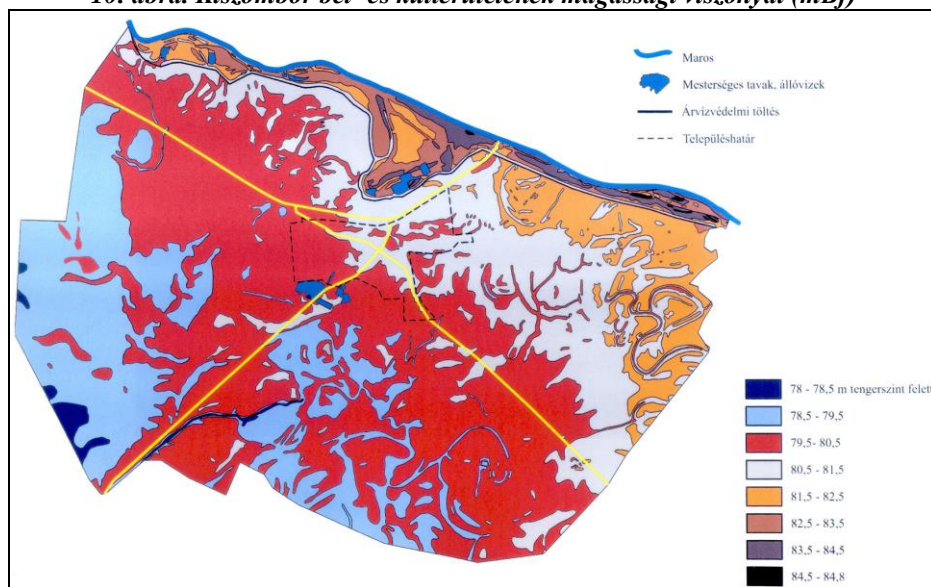 10. ábra: Kiszombor bel- és külterületének magassági viszonyai (mBf)
Maros
Mesterséges tavak, állóvizek
Árvízvédelmi töltés
Településhatár
78 - 78,5 m tengerszint felett
78,5 - 79,5
79,5- 80,5
80,5 - 81,5
81,5 - 82,5
82,5 - 83,5
83,5 - 84,5
84,5 - 84,8